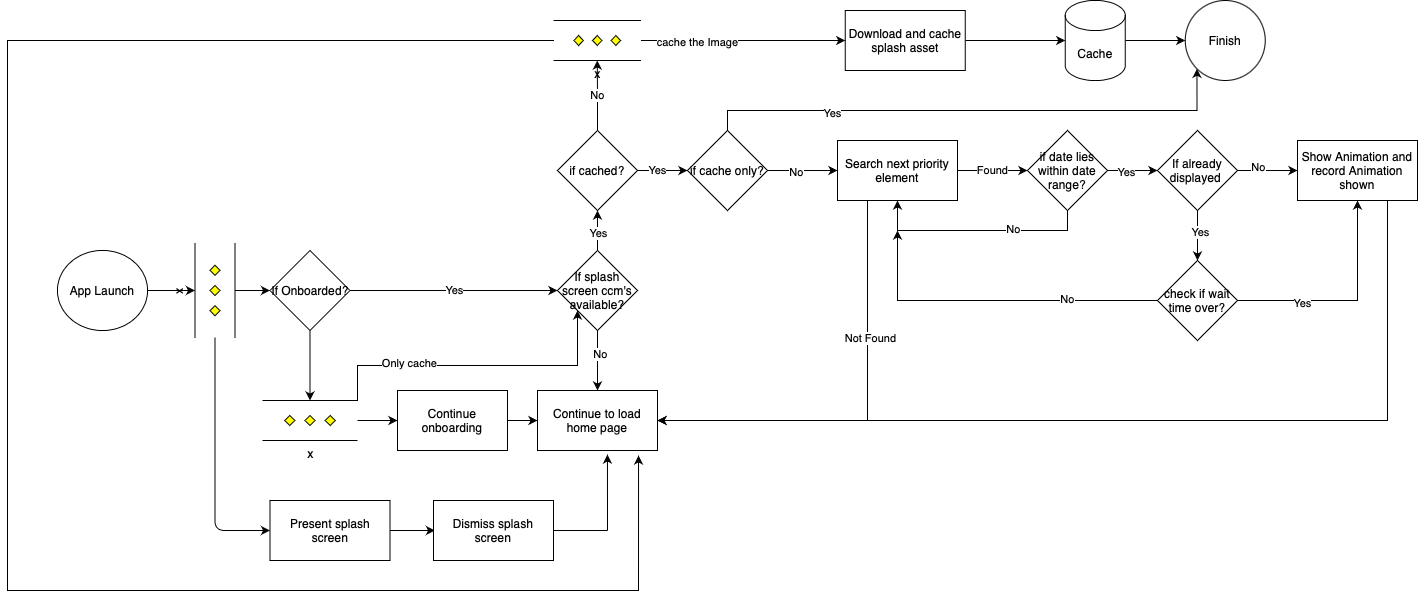 cache the Image
Download and cache
splash asset
Cache
Finish
x
No
Yes
if cached?
Yes
if cache only?
No
Search next priority
element
Found
if date lies
within date
range?
Yes
If already
displayed
No
Show Animation and
record Animation
shown
No
Yes
Yes
App Launch
x
If Onboarded?
Yes
If splash
screen ccm's
available?
check if wait
time over?
No
Yes
Not Found
No
Only cache
Continue
onboarding
Continue to load
home page
x
Present splash
screen
Dismiss splash
screen